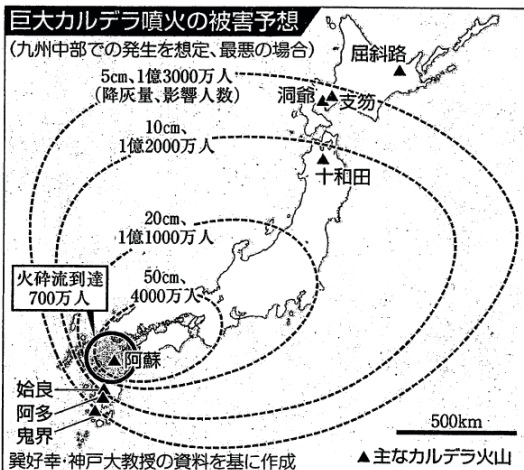 巨大カルデラ噴火の被害予想
(九州中部での発生を想定、最悪の場合)
5cm、1億3000万人
(降灰量、影響人数)
10cm、
1億2000万人
20cm、
1億1000万人
50cm、
4000万人
火砕流到達
700万人
屈斜路
洞爺
支笏
十和田
阿蘇
姶良
阿多
鬼界
500km
巽好幸・神戸大教授の資料を基に作成
▲主なカルデラ火山